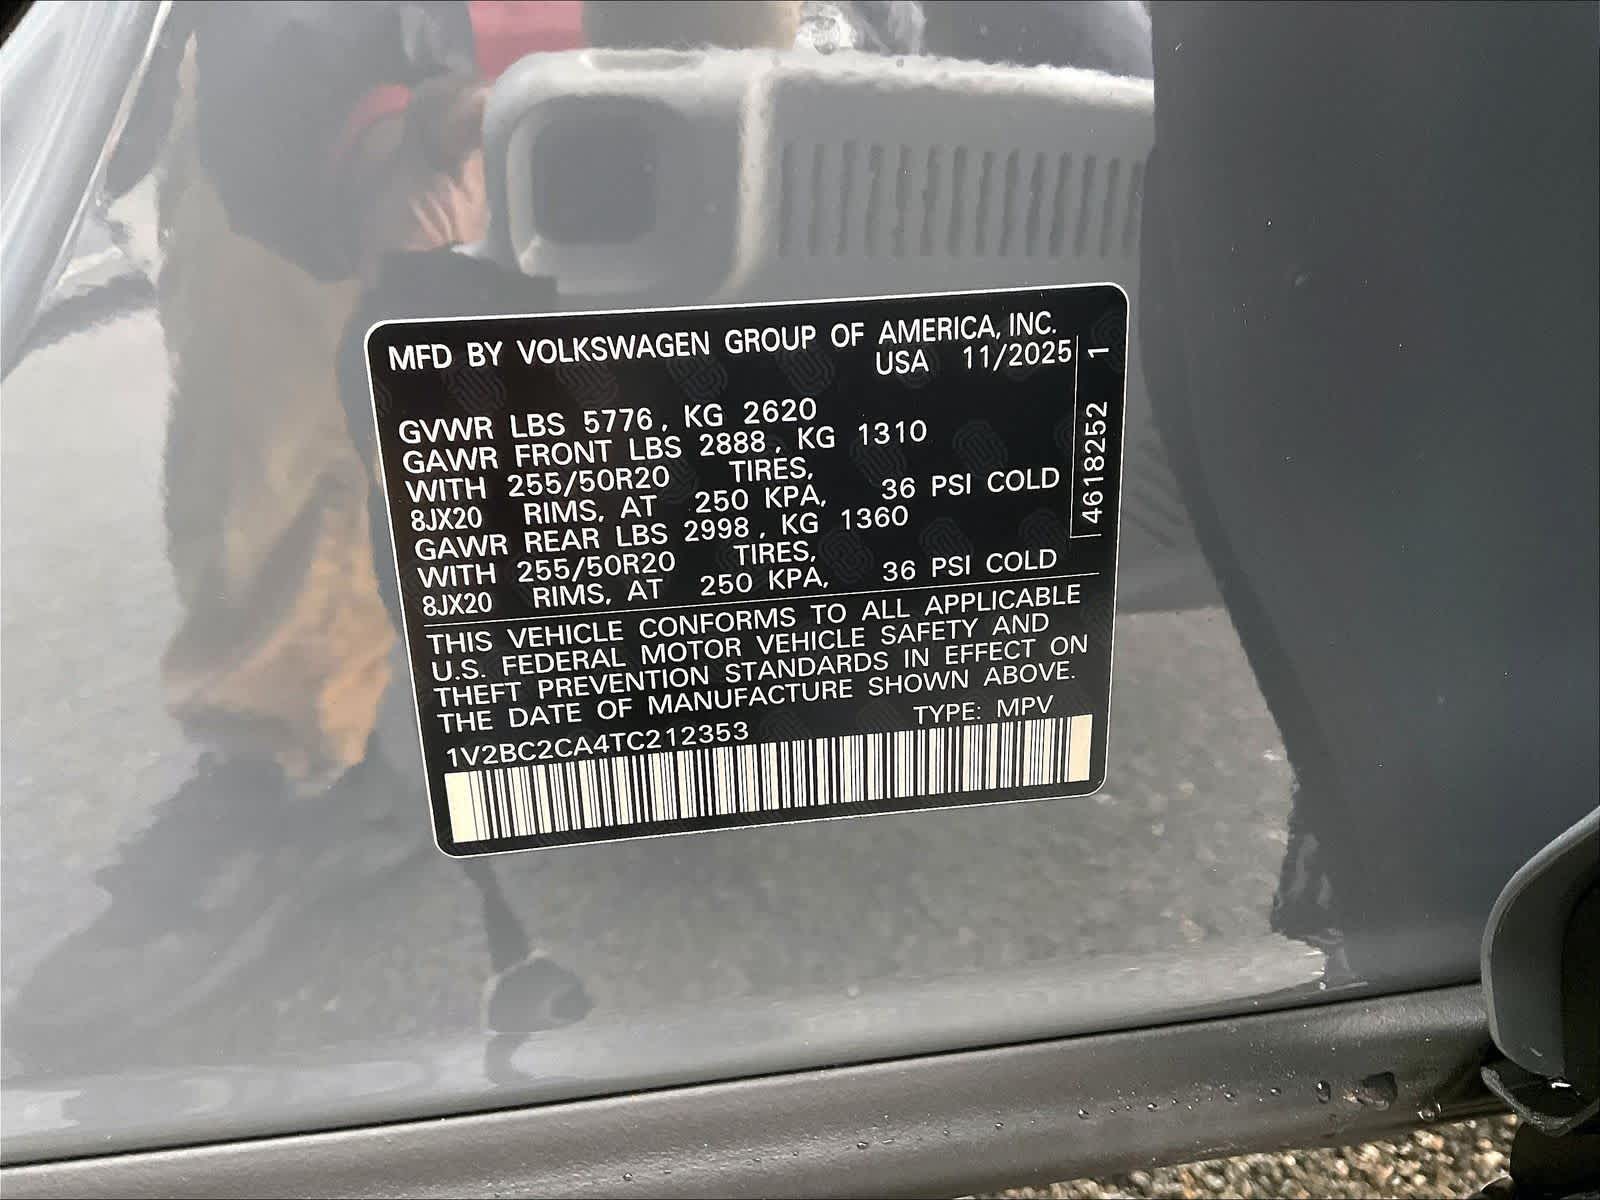 MFD BY VOLKSWAGEN GROUP OF AMERICA, INC.
USA 11/2025
GVWR LBS 5776, KG 2620
GAWR FRONT LBS 2888, KG 1310
WITH 255/50R20 TIRES,
8JX20 RIMS, AT 250 KPA, 36 PSI COLD
GAWR REAR LBS 2998, KG 1360
WITH 255/50R20 TIRES,
8JX20 RIMS, AT 250 KPA, 36 PSI COLD
THIS VEHICLE CONFORMS TO ALL APPLICABLE
U.S. FEDERAL MOTOR VEHICLE SAFETY AND
THEFT PREVENTION STANDARDS IN EFFECT ON
THE DATE OF MANUFACTURE SHOWN ABOVE.
1V2BC2CA4TC212353 TYPE: MPV
4618252 1